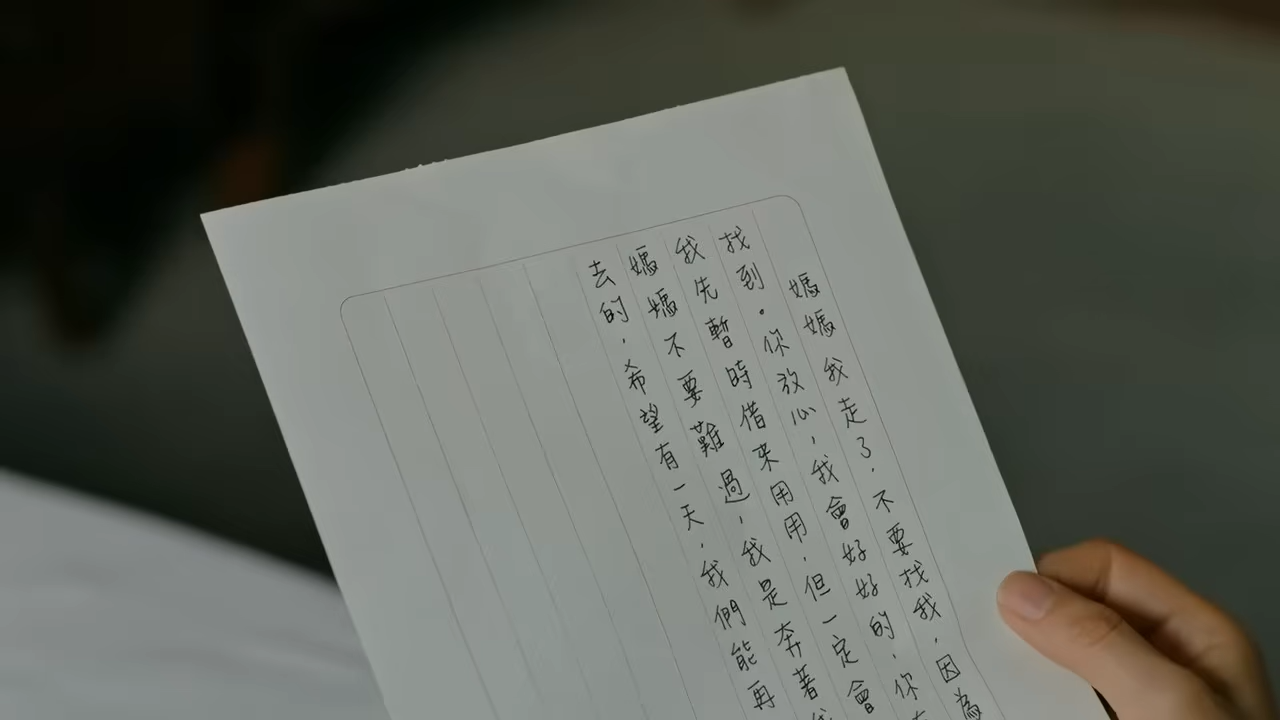 媽媽我走了，不要找我，因為
找到。你放心，我會好好的，你
我先暫時借來用用，但一定會
媽媽不要難過，我是奔著
去的，希望有一天，我們能再